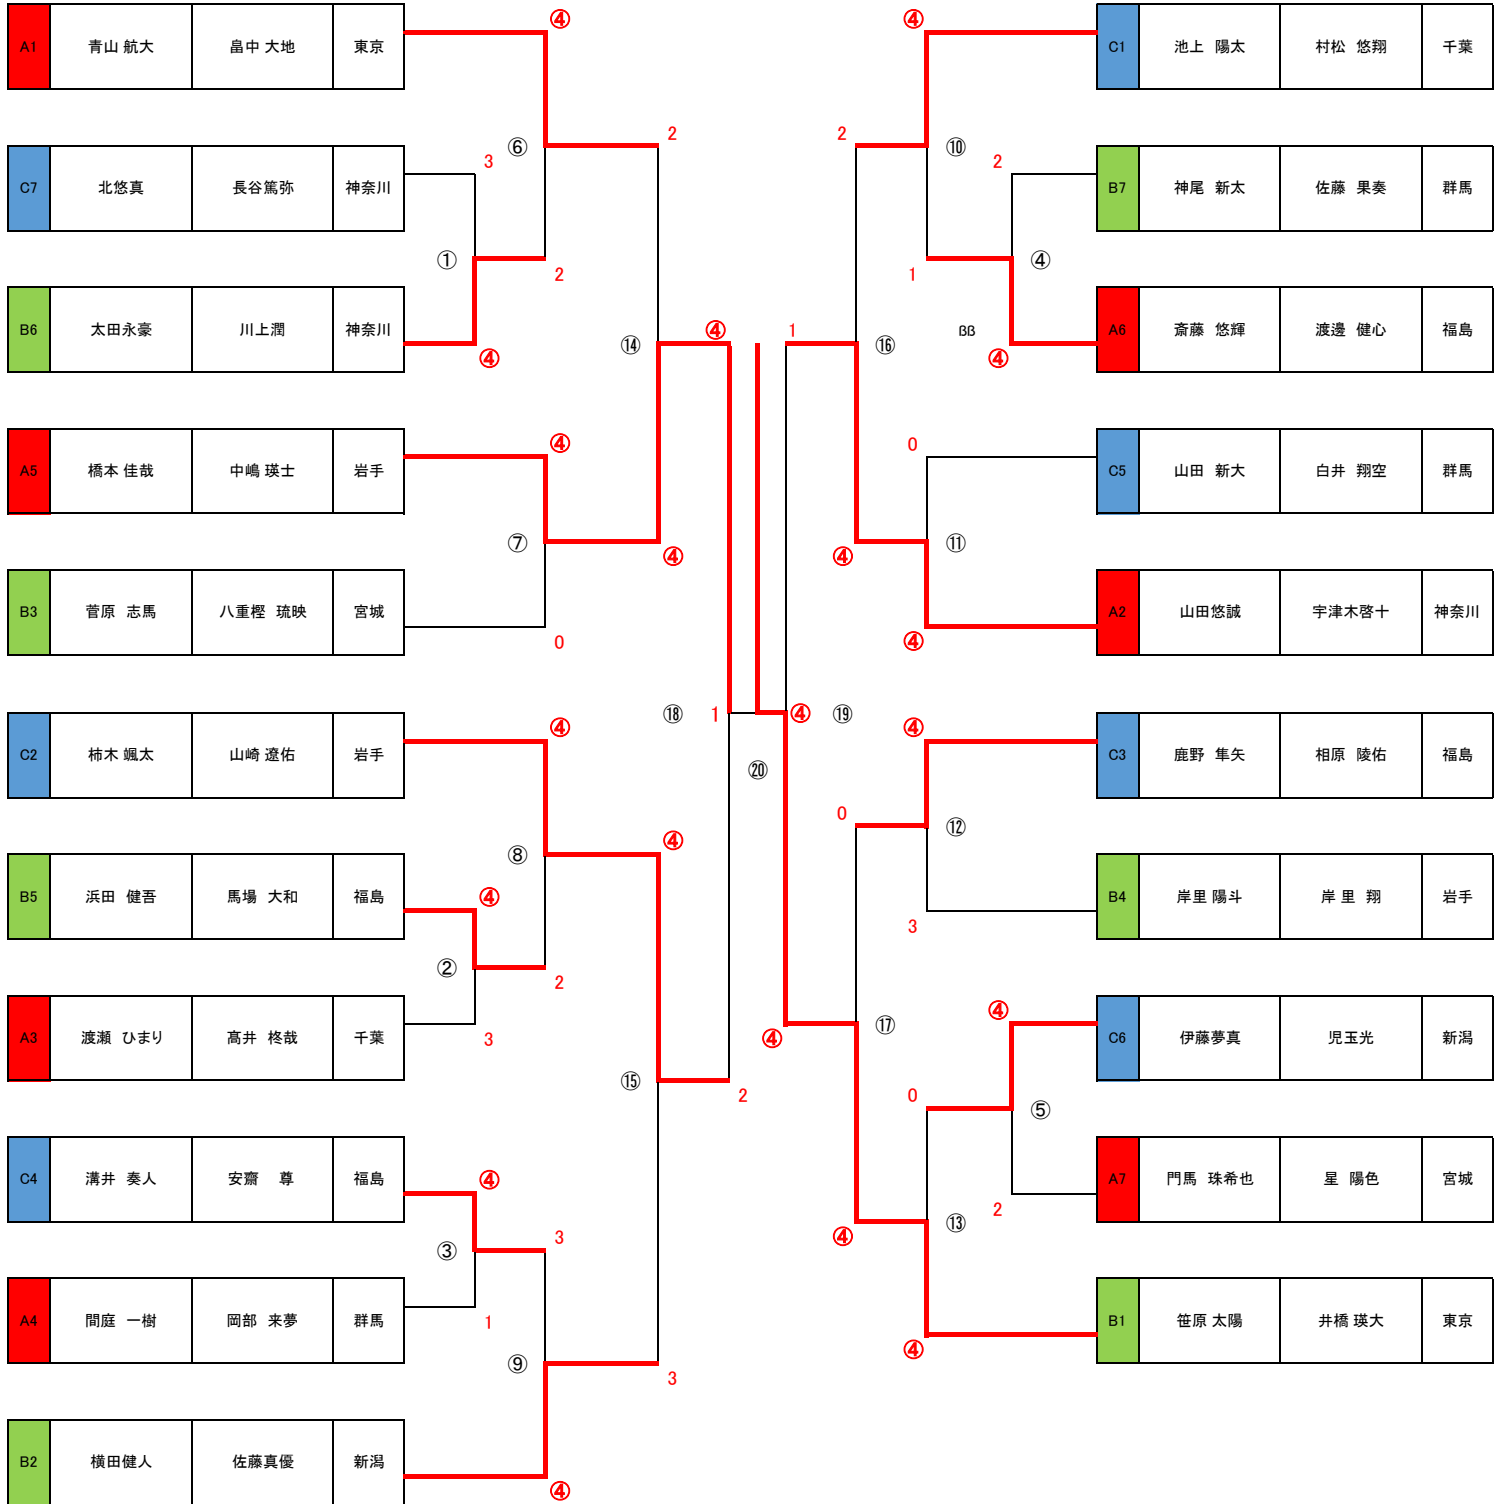 ④ ④
A1 青山 航大 畠中 大地 東京
C1 池上 陽太 村松 悠翔 千葉
2 2
3 ⑥ ⑩ 2
C7 北悠真 長谷篤弥 神奈川
B7 神尾 新太 佐藤 果奏 群馬
① 2 1 ④
B6 太田永豪 川上潤 神奈川
A6 斎藤 悠輝 渡邊 健心 福島
④ ⑭ ④ 1 ⑯ ßß ④
④ 0
A5 橋本 佳哉 中嶋 瑛士 岩手
C5 山田 新大 白井 翔空 群馬
⑦ ④ ④ ⑪
B3 菅原 志馬 八重樫 琉映 宮城
A2 山田悠誠 宇津木啓十 神奈川
0 ④
⑱ 1 ④ ⑲
④ ④
C2 柿木 颯太 山崎 遼佑 岩手
C3 鹿野 隼矢 相原 陵佑 福島
⑳
⑧ ④ 0 ⑫
B5 浜田 健吾 馬場 大和 福島
B4 岸里 陽斗 岸里 翔 岩手
④ 3
② 2
A3 渡瀬 ひまり 髙井 柊哉 千葉
C6 伊藤夢真 児玉光 新潟
3 ④ ⑰ ④
⑮ 2 0 ⑤
C4 溝井 奏人 安齋 尊 福島
A7 門馬 珠希也 星 陽色 宮城
④ 2
③ 3 ④ ⑬
A4 間庭 一樹 岡部 来夢 群馬
B1 笹原 太陽 井橋 瑛大 東京
1 ④
⑨ 3
B2 横田健人 佐藤真優 新潟
④